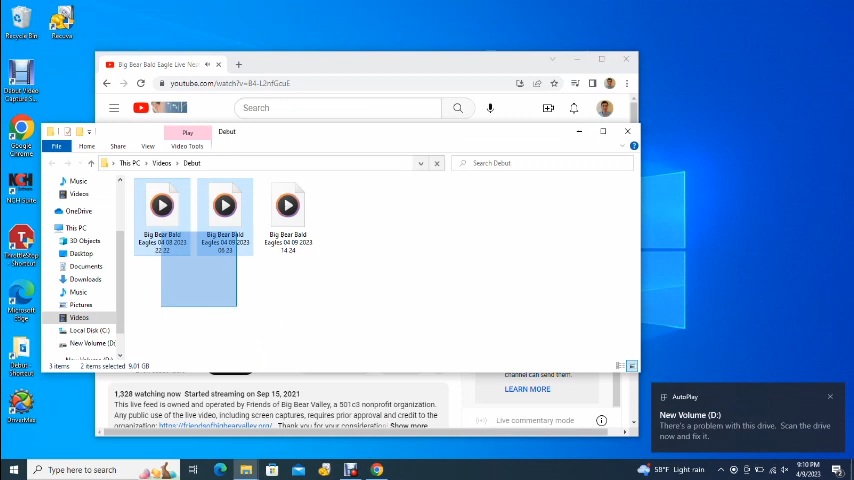 Recycle Bin
Recuva
Debut Video
Capture S...
Google
Chrome
NCH Suite
ThrottleStop
- Shortcut
Microsoft
Edge
Debut -
Shortcut
DriverMax
Big Bear Bald Eagle Live Nes
youtube.com/watch?v=B4-L2nfGcuE
Search
Play
Debut
File
Home
Share
View
Video Tools
This PC > Videos > Debut
Search Debut
Music
Videos
OneDrive
This PC
3D Objects
Desktop
Documents
Downloads
Music
Pictures
Videos
Local Disk (C:)
New Volume (D:)
Big Bear Bald
Eagles 04 08 2023
22:22
Big Bear Bald
Eagles 04 09 2023
06:23
Big Bear Bald
Eagles 04 09 2023
14 24
3 items
2 items selected 9.01 GB
channel can send them.
LEARN MORE
1,328 watching now Started streaming on Sep 15, 2021
This live feed is owned and operated by Friends of Big Bear Valley, a 501c3 nonprofit organization.
Any public use of the live video, including screen captures, requires prior approval and credit to the
organization. https://friendsofbigbearvalley.org/ Thank you for your consideration! Show more
Live commentary mode
AutoPlay
New Volume (D:)
There's a problem with this drive. Scan the drive
now and fix it.
Type here to search
58°F Light rain
9:10 PM
4/9/2023
2